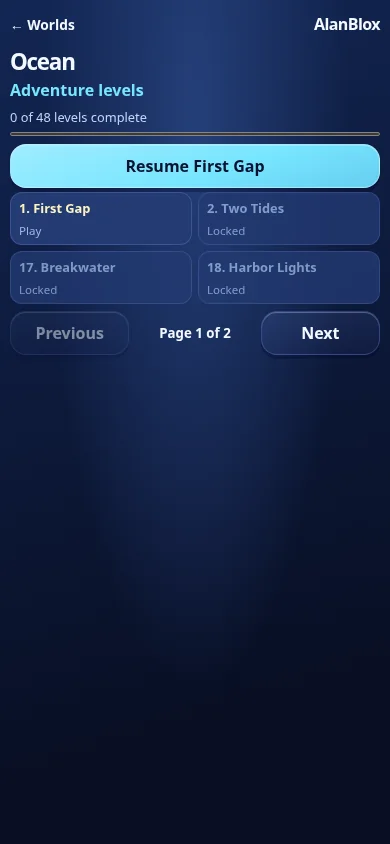 ← Worlds
AlanBlox
Ocean
Adventure levels
0 of 48 levels complete
Resume First Gap
1. First Gap
Play
2. Two Tides
Locked
17. Breakwater
Locked
18. Harbor Lights
Locked
Previous
Page 1 of 2
Next